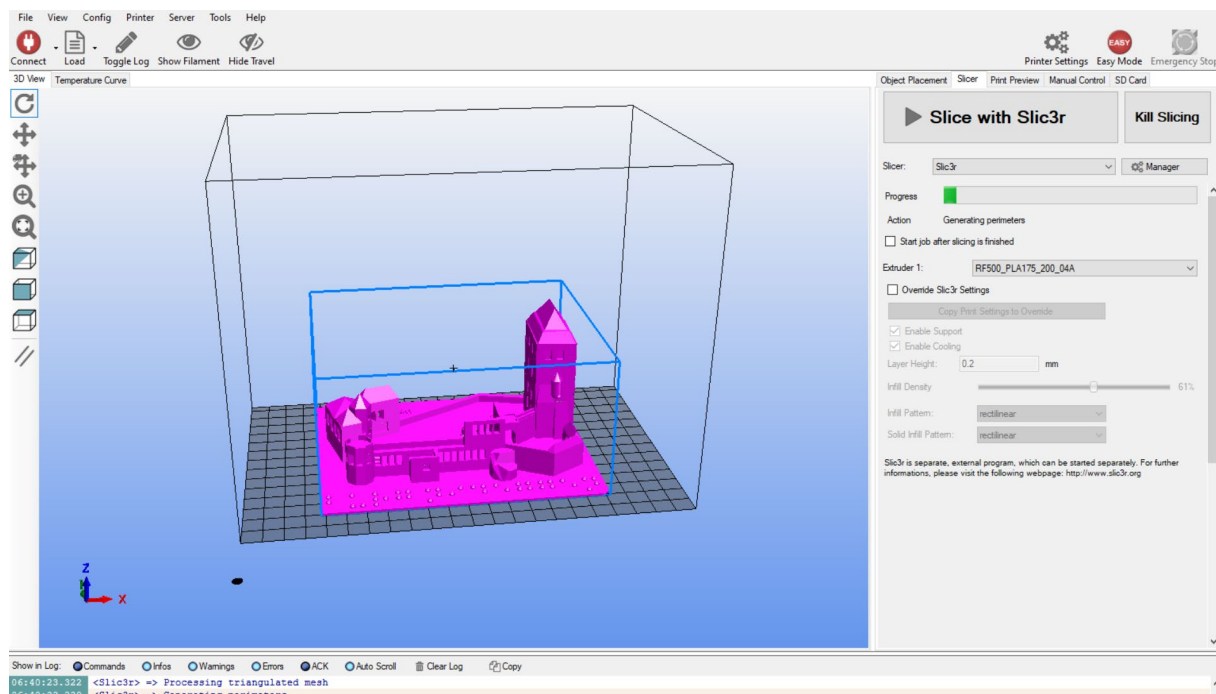 File View Config Printer Server Tools Help
Connect Load Toggle Log Show Filament Hide Travel Printer Settings Easy Mode Emergency Stop
EASY
3D View Temperature Curve
Object Placement Slicer Print Preview Manual Control SD Card
Slice with Slic3r Kill Slicing
Slicer: Slic3r Manager
Progress
Action Generating perimeters
Start job after slicing is finished
Extruder 1: RF500_PLA175_200_04A
Override Slic3r Settings
Copy Print Settings to Override
Enable Support
Enable Cooling
Layer Height: 0.2 mm
Infill Density 61%
Infill Pattern: rectilinear
Solid Infill Pattern: rectilinear
Slic3r is separate, external program, which can be started separately. For further
informations, please visit the following webpage: http://www.slic3r.org
Z
X
Show in Log: Commands Infos Warnings Errors ACK Auto Scroll Clear Log Copy
06:40:23.322 <Slic3r> => Processing triangulated mesh
<Slic3r> => Generating perimeters